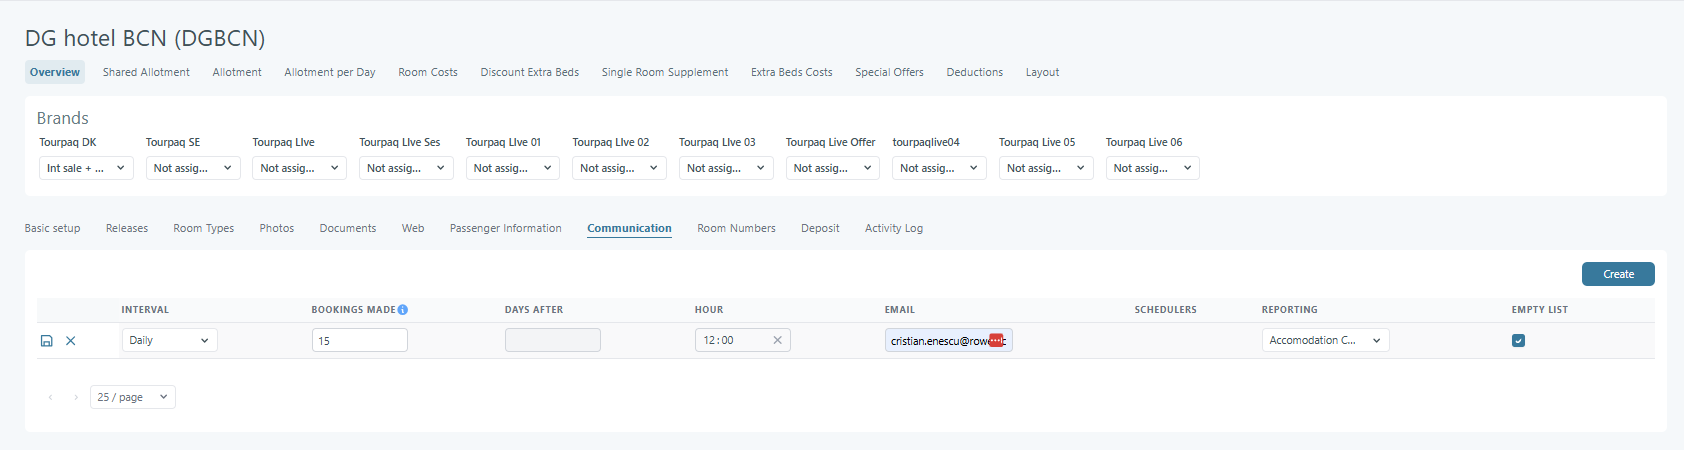 DG hotel BCN (DGBCN)
Overview Shared Allotment Allotment Allotment per Day Room Costs Discount Extra Beds Single Room Supplement Extra Beds Costs Special Offers Deductions Layout
Brands
Tourpaq DK Tourpaq SE Tourpaq LIve Tourpaq LIve Ses Tourpaq LIve 01 Tourpaq LIve 02 Tourpaq LIve 03 Tourpaq Live Offer tourpaqlive04 Tourpaq Live 05 Tourpaq Live 06
Int sale + ... Not assig... Not assig... Not assig... Not assig... Not assig... Not assig... Not assig... Not assig... Not assig... Not assig...
Basic setup Releases Room Types Photos Documents Web Passenger Information Communication Room Numbers Deposit Activity Log
Create
INTERVAL BOOKINGS MADE DAYS AFTER HOUR EMAIL SCHEDULERS REPORTING EMPTY LIST
Daily 15 12:00 Accomodation C...
25 / page